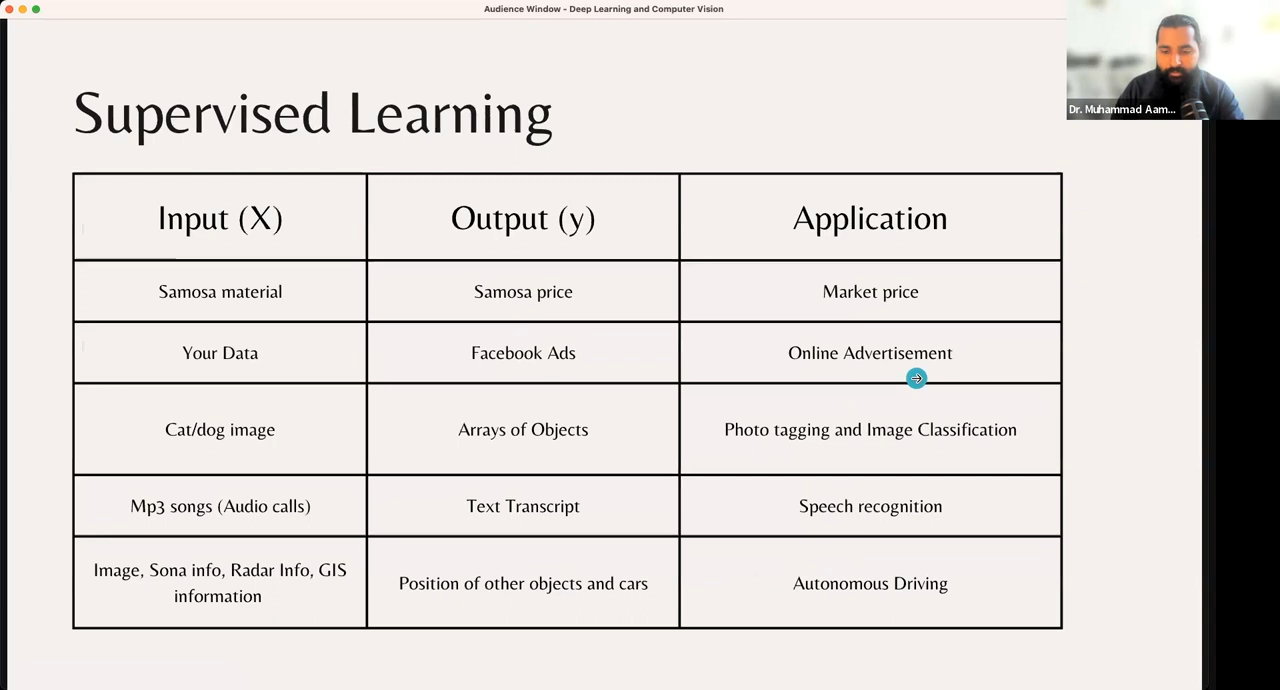 Audience Window - Deep Learning and Computer Vision
Dr. Muhammad Aam...
Supervised Learning
Input (X) Output (y) Application
Samosa material Samosa price Market price
Your Data Facebook Ads Online Advertisement
Cat/dog image Arrays of Objects Photo tagging and Image Classification
Mp3 songs (Audio calls) Text Transcript Speech recognition
Image, Sona info, Radar Info, GIS
information Position of other objects and cars Autonomous Driving